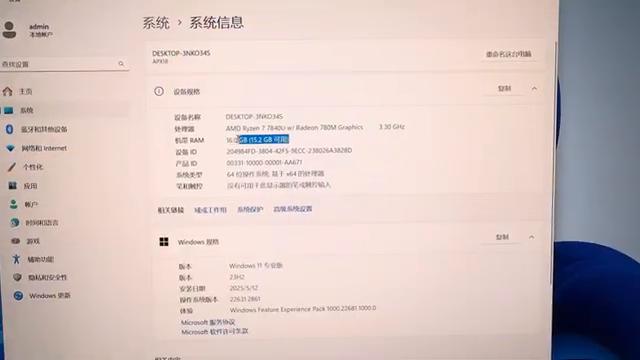 系统 › 系统信息
admin
本地帐户
查找设置
DESKTOP-3NKO34S
APX18
重命名这台电脑
主页
系统
蓝牙和其他设备
网络和 Internet
个性化
应用
帐户
时间和语言
游戏
辅助功能
隐私和安全性
Windows 更新
设备规格
复制
设备名称 DESKTOP-3NKO34S
处理器 AMD Ryzen 7 7840U w/ Radeon 780M Graphics 3.30 GHz
机带 RAM 16.0 GB (15.2 GB 可用)
设备 ID 204984FD-3804-42F5-9ECC-238026A3828D
产品 ID 00331-10000-00001-AA671
系统类型 64 位操作系统, 基于 x64 的处理器
笔和触控 没有可用于此显示器的笔或触控输入
相关链接 域或工作组 系统保护 高级系统设置
Windows 规格
复制
版本 Windows 11 专业版
版本 23H2
安装日期 2025/5/12
操作系统版本 22631.2861
体验 Windows Feature Experience Pack 1000.22681.1000.0
Microsoft 服务协议
Microsoft 软件许可条款